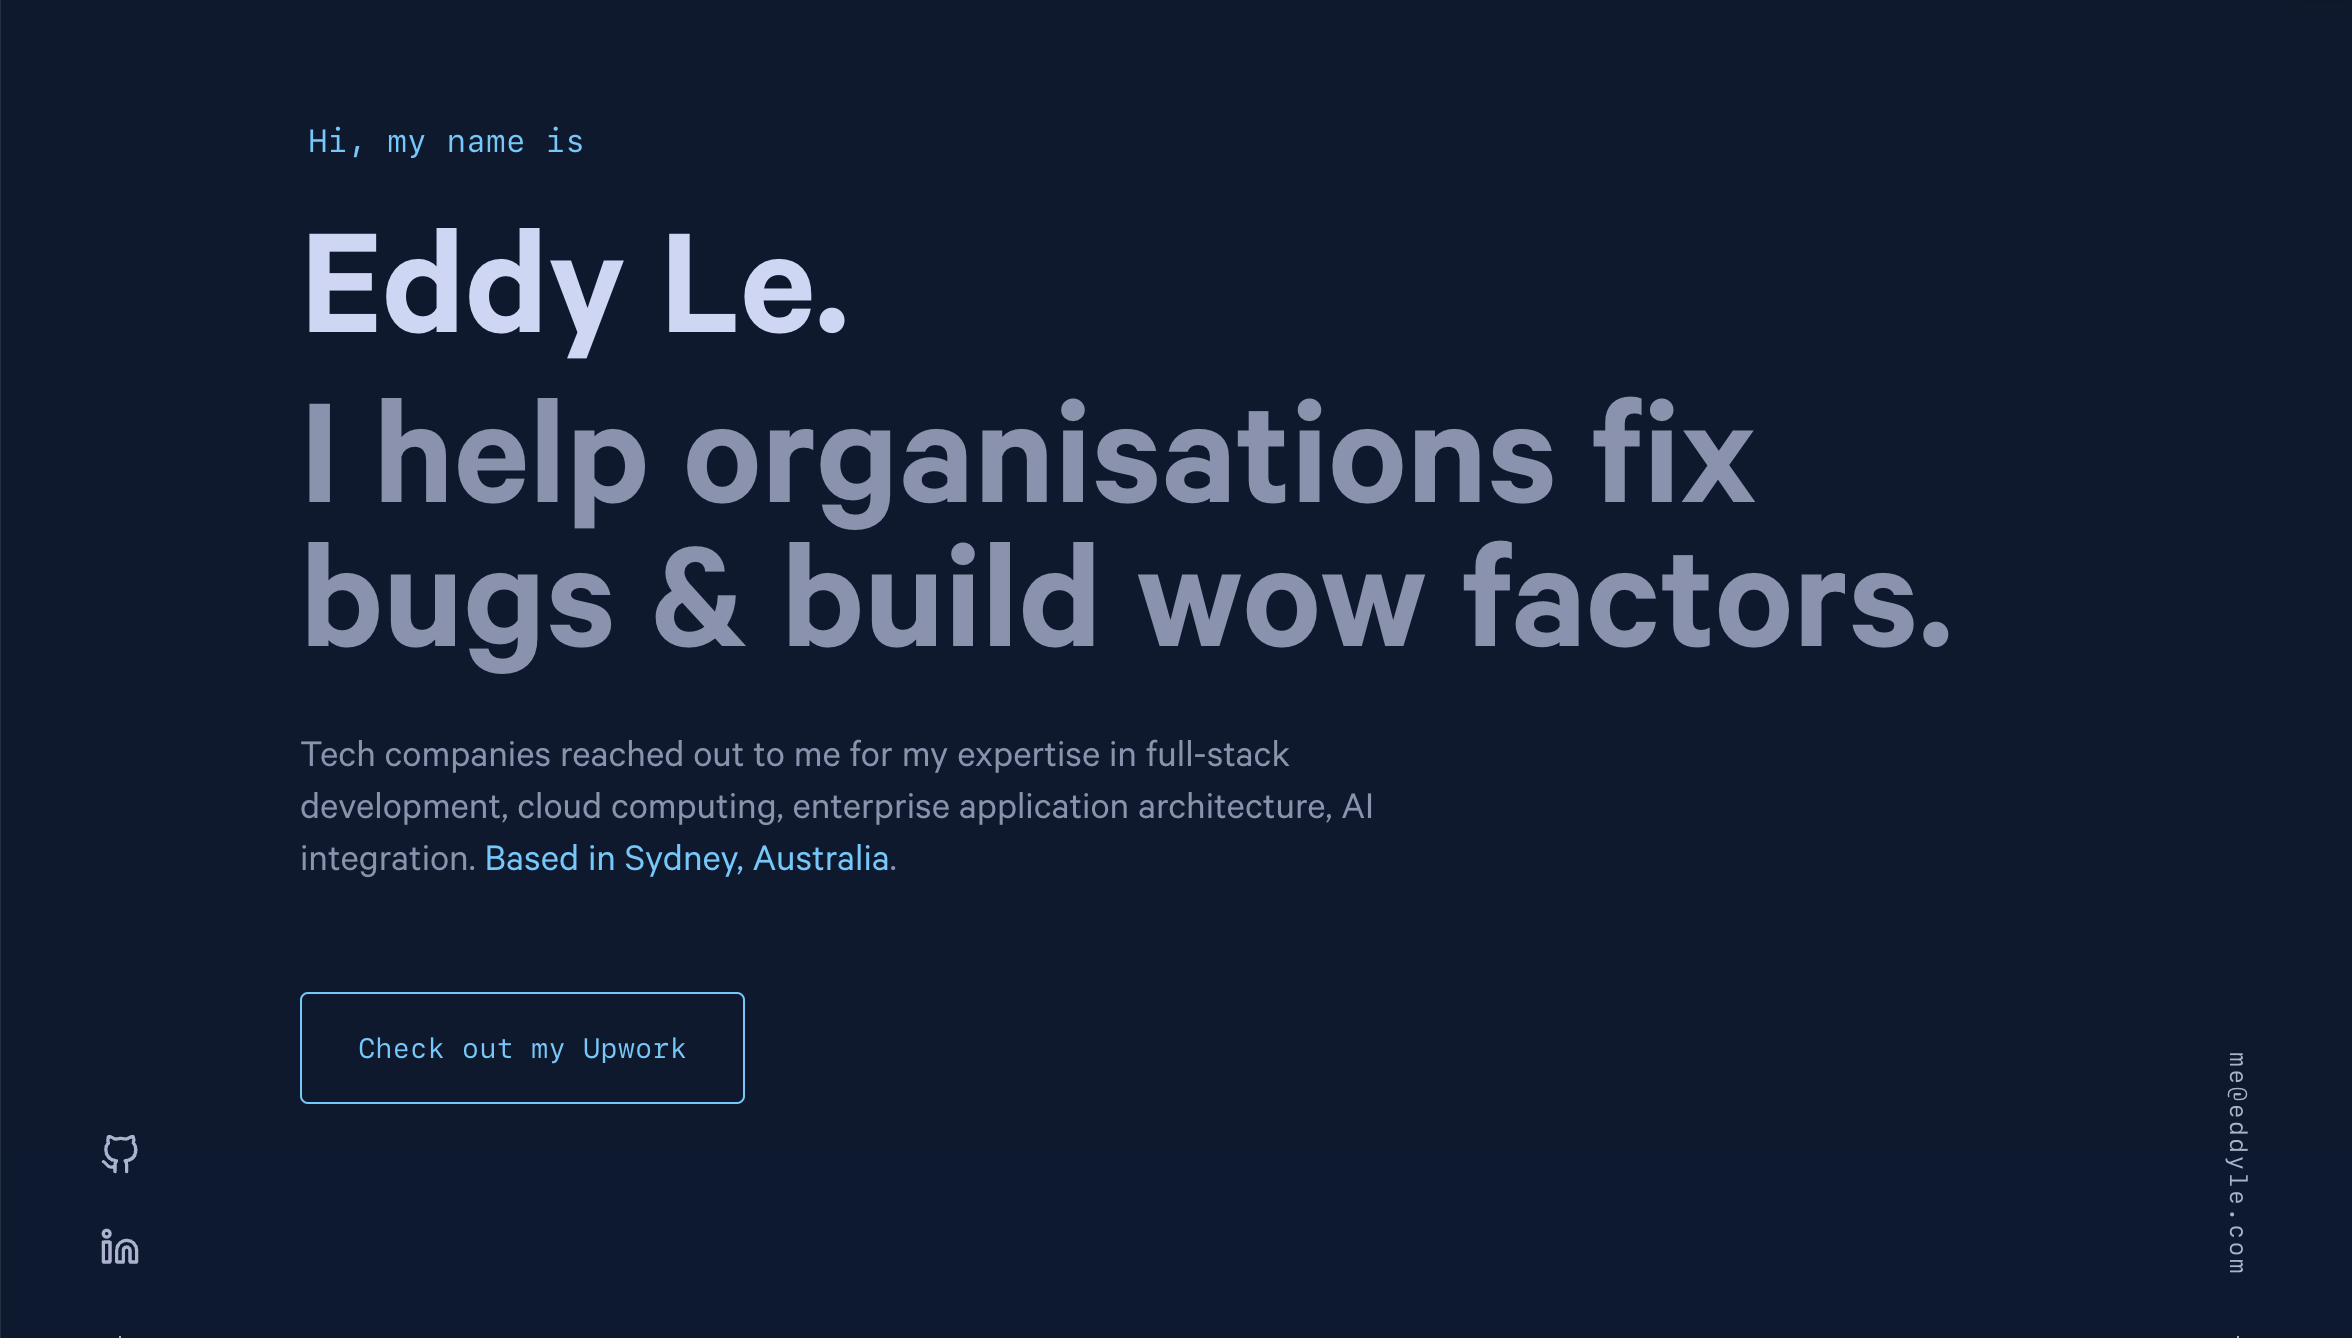 Hi, my name is
Eddy Le.
I help organisations fix
bugs & build wow factors.
Tech companies reached out to me for my expertise in full-stack
development, cloud computing, enterprise application architecture, AI
integration. Based in Sydney, Australia.
Check out my Upwork
in
me@eddyle.com